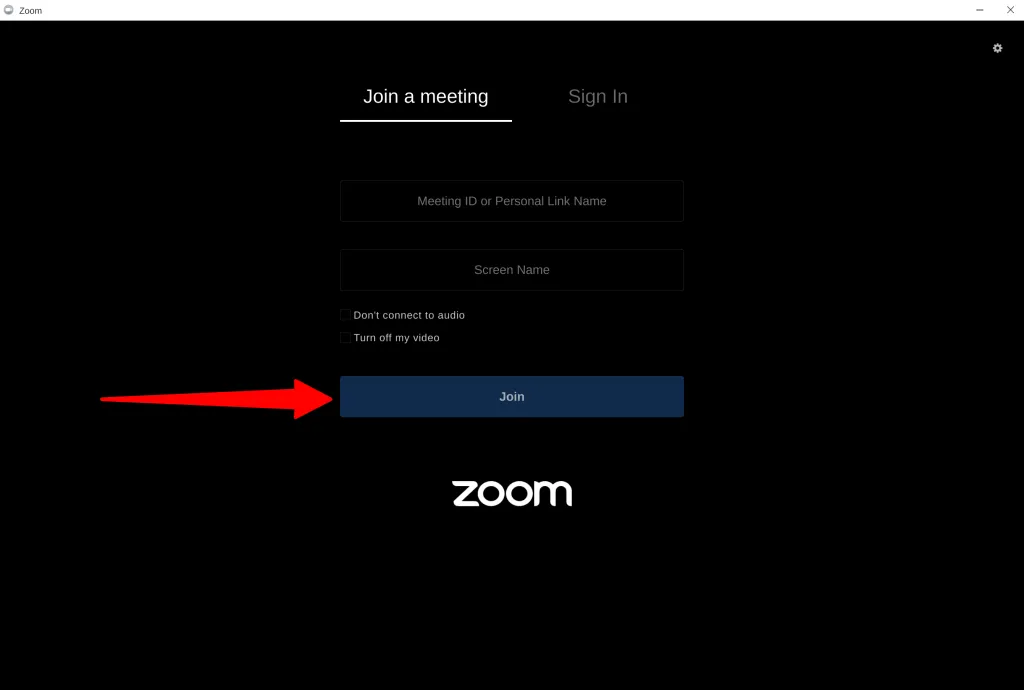 Zoom
Join a meeting
Sign In
Meeting ID or Personal Link Name
Screen Name
Don't connect to audio
Turn off my video
Join
zoom